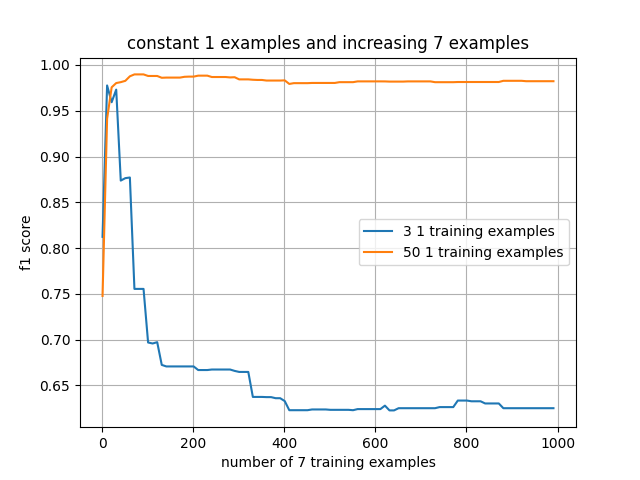 constant 1 examples and increasing 7 examples
1.00
0.95
0.90
0.85
0.80
0.75
0.70
0.65
f1 score
3 1 training examples
50 1 training examples
0 200 400 600 800 1000
number of 7 training examples